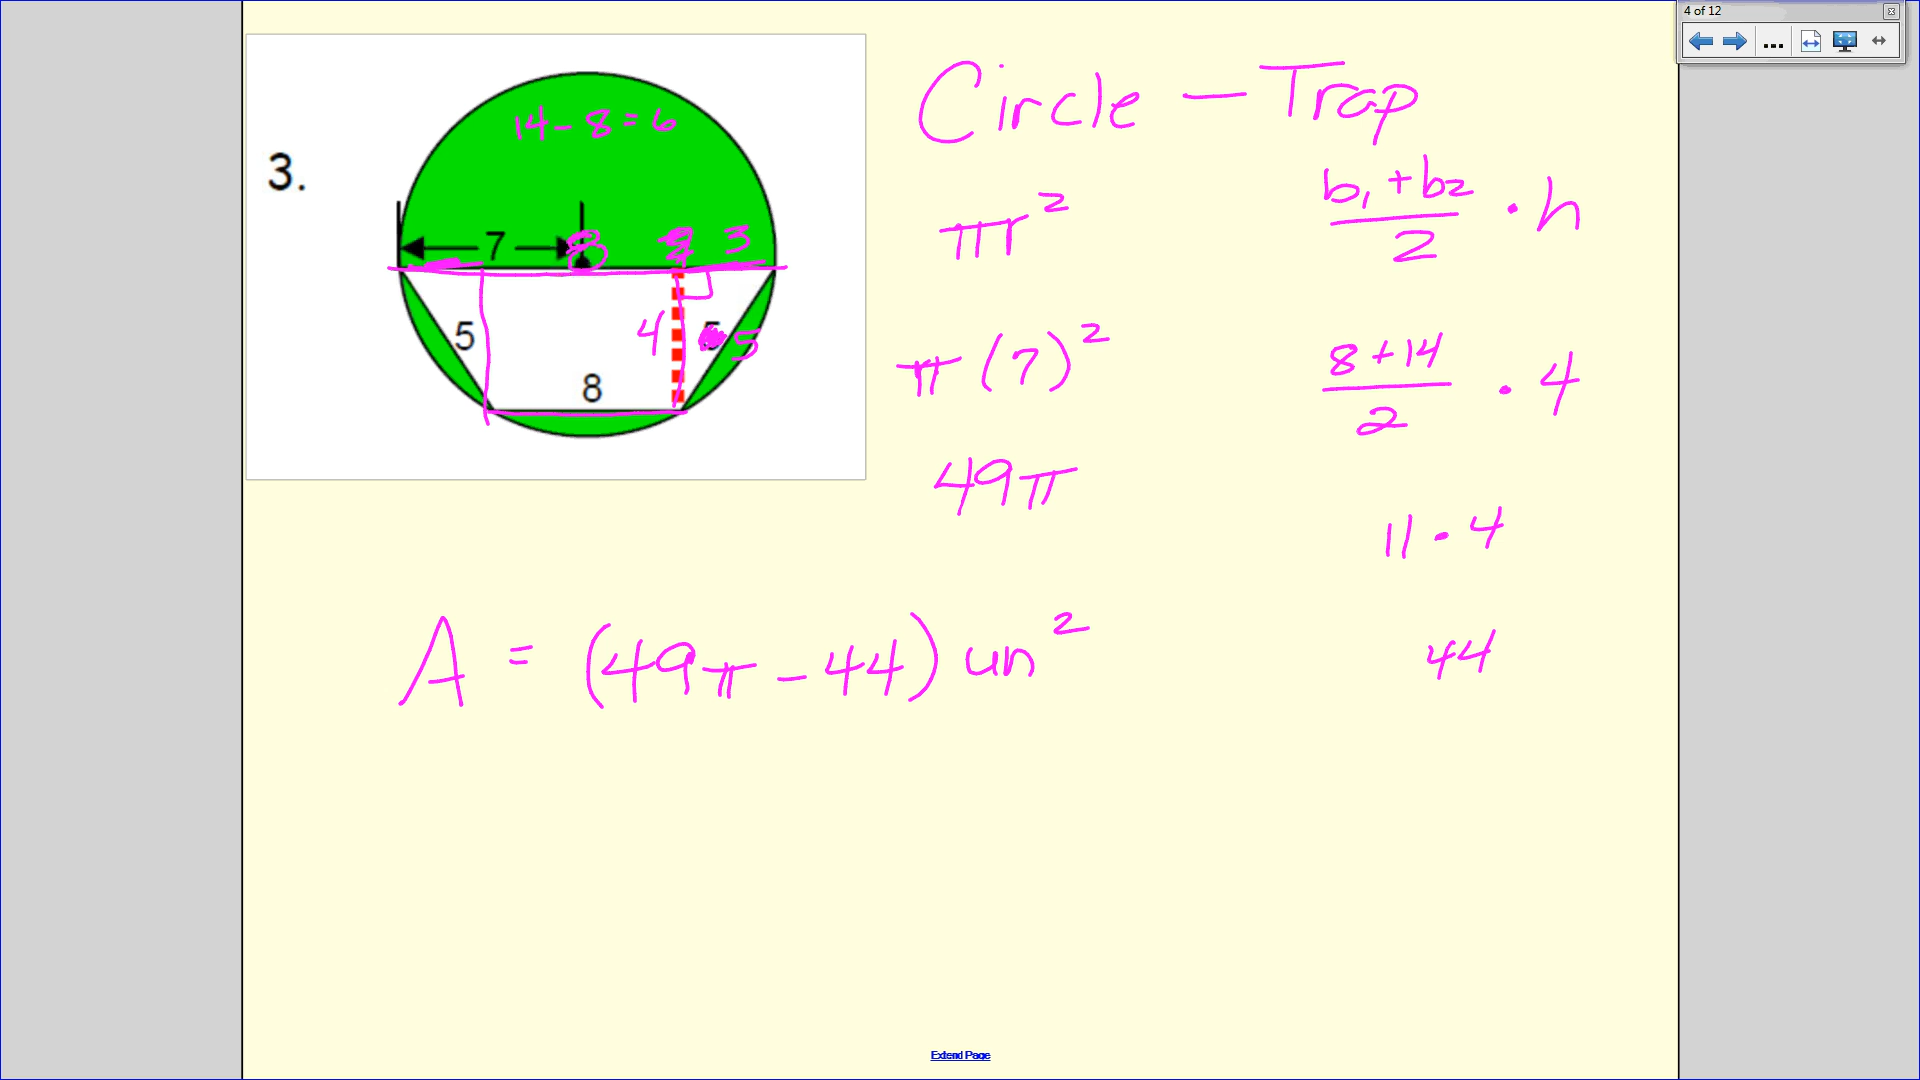 4 of 12
3.
14 - 8 = 6
7 8 3
5 4 5
8
Circle - Trap
πr²
b₁ + b₂ / 2 · h
π(7)²
8 + 14 / 2 · 4
49π
11 · 4
44
A = (49π - 44) un²
Extend Page